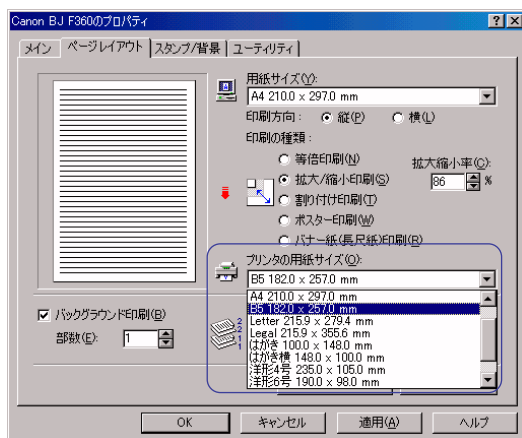 Canon BJ F360のプロパティ
メイン ページレイアウト スタンプ/背景 ユーティリティ
用紙サイズ(Y):
A4 210.0 x 297.0 mm
印刷方向： 縦(P) 横(L)
印刷の種類：
等倍印刷(N) 拡大縮小率(C):
拡大/縮小印刷(S) 86 %
割り付け印刷(T)
ポスター印刷(W)
バナー紙(長尺紙)印刷(R)
プリンタの用紙サイズ(O):
B5 182.0 x 257.0 mm
A4 210.0 x 297.0 mm
B5 182.0 x 257.0 mm
Letter 215.9 x 279.4 mm
Legal 215.9 x 355.6 mm
はがき 100.0 x 148.0 mm
はがき横 148.0 x 100.0 mm
洋形4号 235.0 x 105.0 mm
洋形6号 190.0 x 98.0 mm
バックグラウンド印刷(B)
部数(E): 1
2 2
1 1
OK キャンセル 適用(A) ヘルプ